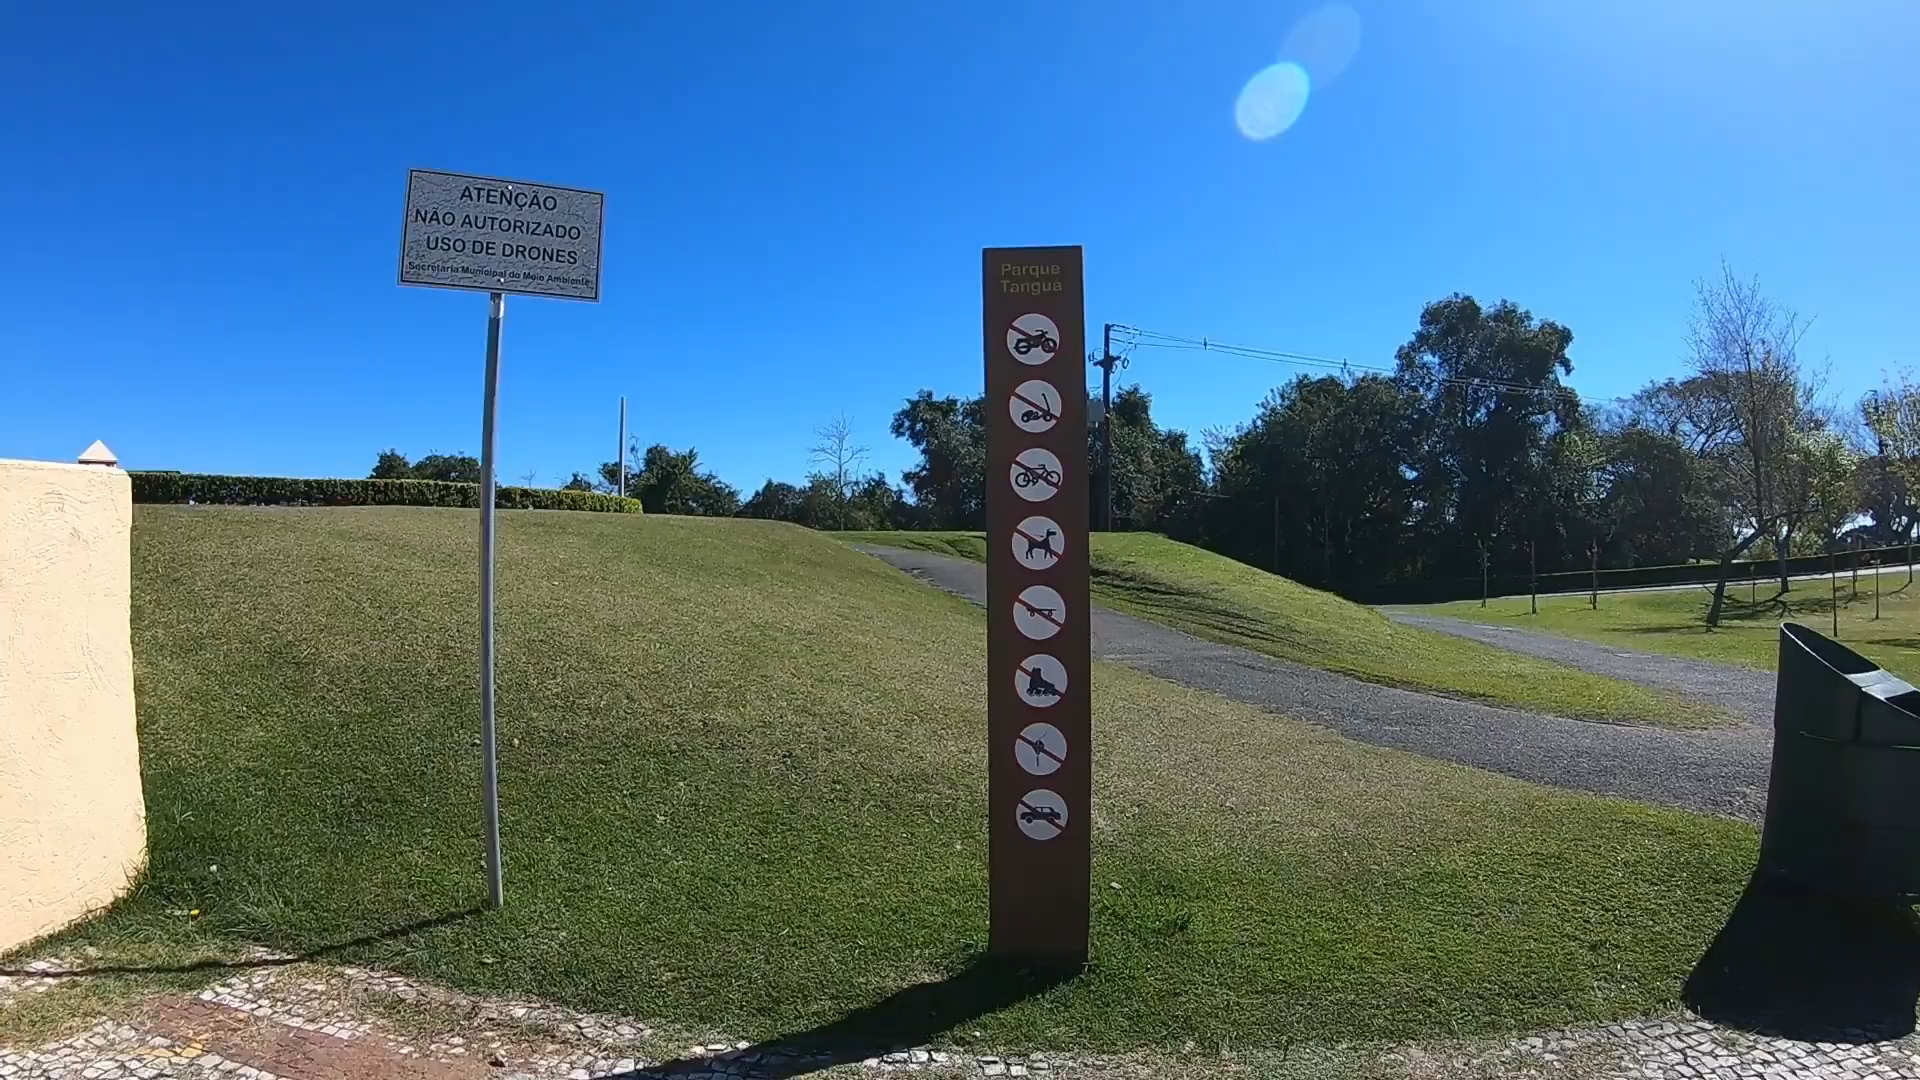 ATENÇÃO
NÃO AUTORIZADO
USO DE DRONES
Secretaria Municipal do Meio Ambiente
Parque
Tanguá